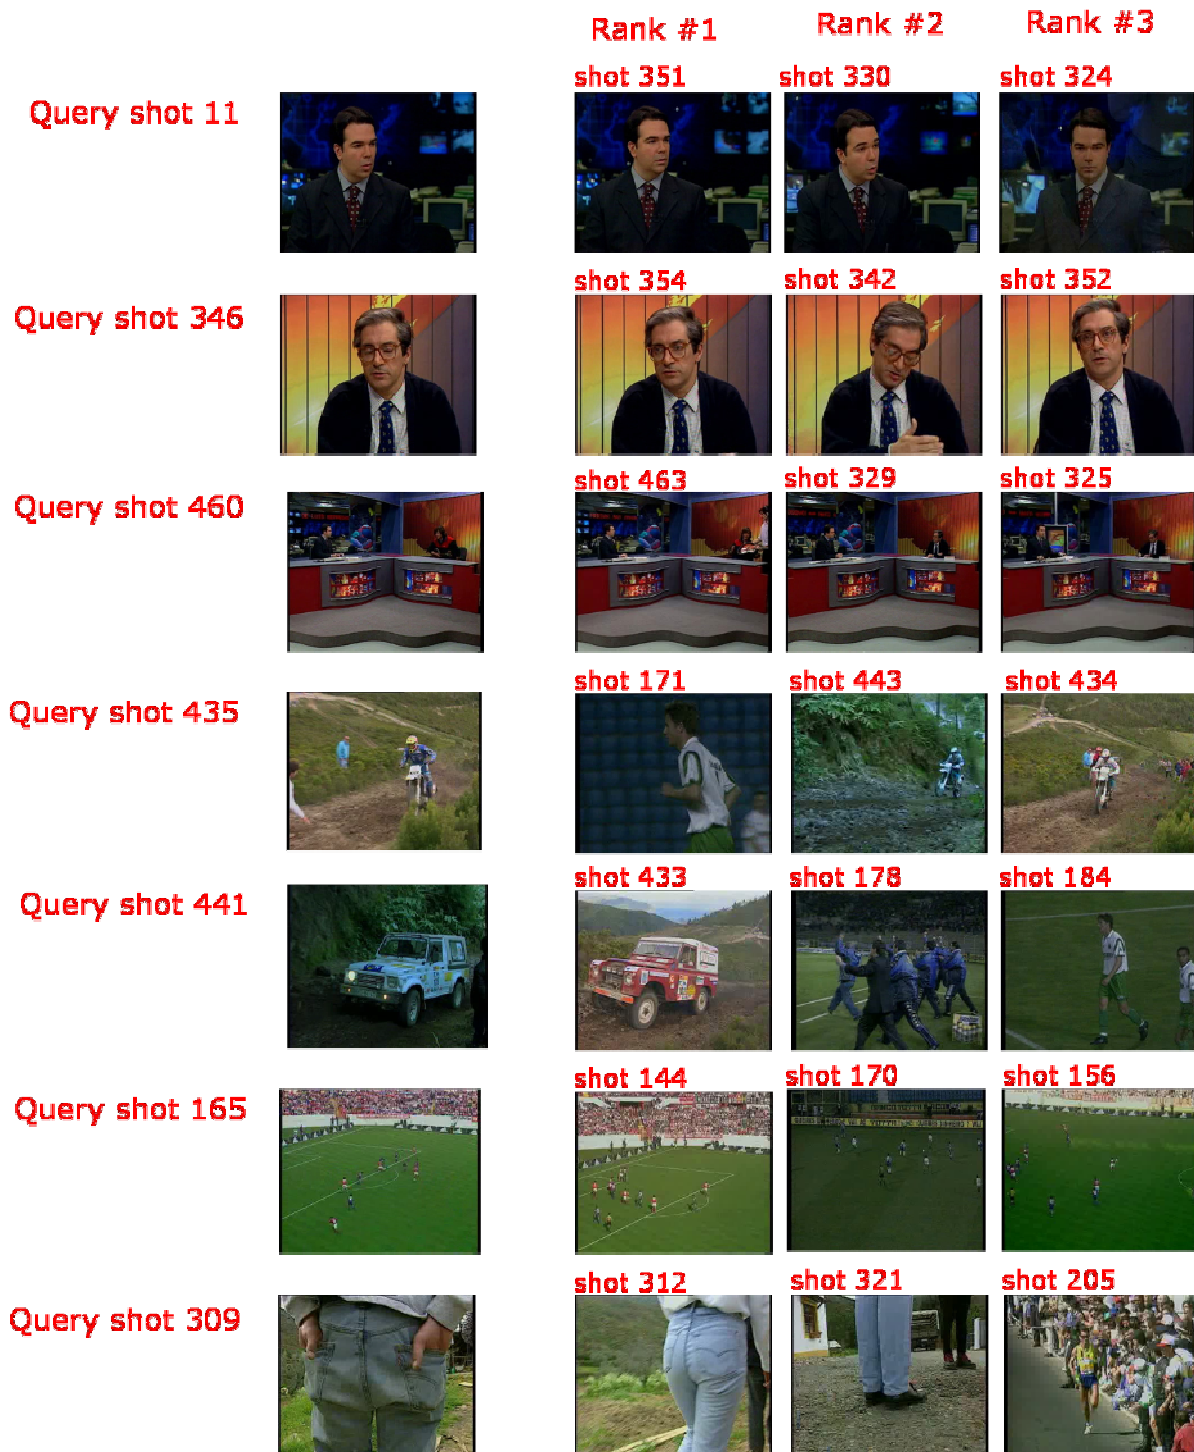 Rank #1 Rank #2 Rank #3
shot 351 shot 330 shot 324
Query shot 11
shot 354 shot 342 shot 352
Query shot 346
shot 463 shot 329 shot 325
Query shot 460
shot 171 shot 443 shot 434
Query shot 435
shot 433 shot 178 shot 184
Query shot 441
shot 144 shot 170 shot 156
Query shot 165
shot 312 shot 321 shot 205
Query shot 309